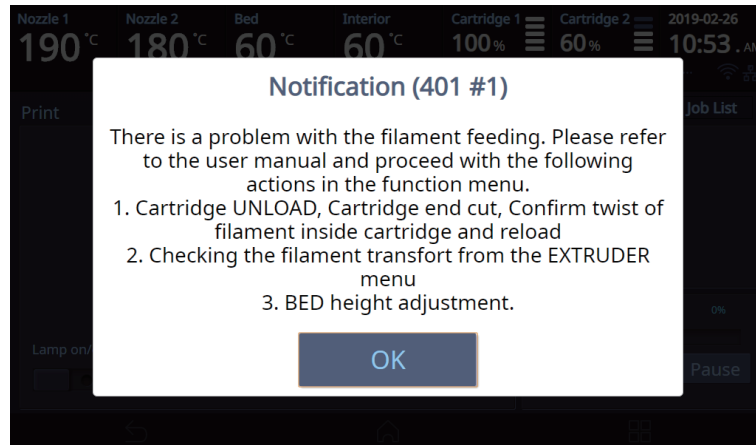 Nozzle 1 Nozzle 2 Bed Interior Cartridge 1 Cartridge 2 2019-02-26
190 °C 180 °C 60 °C 60 °C 100 % 60 % 10:53 . AM
Print Job List
Notification (401 #1)
There is a problem with the filament feeding. Please refer
to the user manual and proceed with the following
actions in the function menu.
1. Cartridge UNLOAD, Cartridge end cut, Confirm twist of
filament inside cartridge and reload
2. Checking the filament transfort from the EXTRUDER
menu
3. BED height adjustment.
0%
Lamp on/
OK
Pause